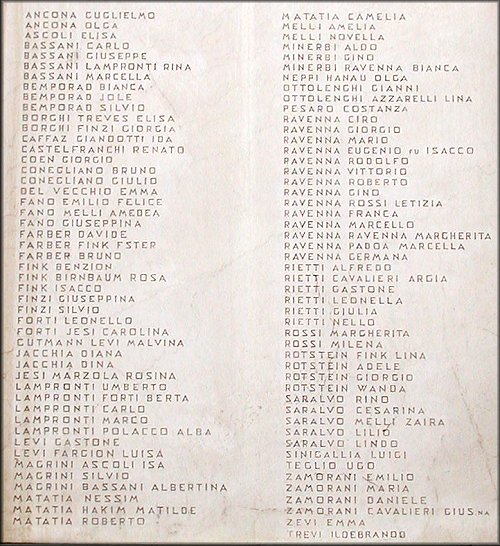 ANCONA GUGLIELMO
ANCONA OLGA
ASCOLI ELISA
BASSANI CARLO
BASSANI GIUSEPPE
BASSANI LAMPRONTI RINA
BASSANI MARCELLA
BEMPORAD BIANCA
BEMPORAD JOLE
BEMPORAD SILVIO
BORGHI TREVES ELISA
BORGHI FINZI GIORGIA
CAFFAZ GIANDOTTI IDA
CASTELFRANCHI RENATO
COEN GIORGIO
CONEGLIANO BRUNO
CONEGLIANO GIULIO
DEL VECCHIO EMMA
FANO EMILIO FELICE
FANO MELLI AMEDEA
FANO GIUSEPPINA
FARBER DAVIDE
FARBER FINK ESTER
FARBER BRUNO
FINK BENZION
FINK BIRNBAUM ROSA
FINK ISACCO
FINZI GIUSEPPINA
FINZI SILVIO
FORTI LEONELLO
FORTI JESI CAROLINA
GUTMANN LEVI MALVINA
JACCHIA DIANA
JACCHIA DINA
JESI MARZOLA ROSINA
LAMPRONTI UMBERTO
LAMPRONTI FORTI BERTA
LAMPRONTI CARLO
LAMPRONTI MARCO
LAMPRONTI POLACCO ALBA
LEVI GASTONE
LEVI FARGION LUISA
MAGRINI ASCOLI ISA
MAGRINI SILVIO
MAGRINI BASSANI ALBERTINA
MATATIA NESSIM
MATATIA HAKIM MATILDE
MATATIA ROBERTO
MATATIA CAMELIA
MELLI AMELIA
MELLI NOVELLA
MINERBI ALDO
MINERBI GINO
MINERBI RAVENNA BIANCA
NEPPI HANAU OLGA
OTTOLENGHI GIANNI
OTTOLENGHI AZZARELLI LINA
PESARO COSTANZA
RAVENNA CIRO
RAVENNA GIORGIO
RAVENNA MARIO
RAVENNA EUGENIO FU ISACCO
RAVENNA RODOLFO
RAVENNA VITTORIO
RAVENNA ROBERTO
RAVENNA GINO
RAVENNA ROSSI LETIZIA
RAVENNA FRANCA
RAVENNA MARCELLO
RAVENNA RAVENNA MARGHERITA
RAVENNA PADOA MARCELLA
RAVENNA GERMANA
RIETTI ALFREDO
RIETTI CAVALIERI ARGIA
RIETTI GASTONE
RIETTI LEONELLA
RIETTI GIULIA
RIETTI NELLO
ROSSI MARGHERITA
ROSSI MILENA
ROTSTEIN FINK LINA
ROTSTEIN ADELE
ROTSTEIN GIORGIO
ROTSTEIN WANDA
SARALVO RINO
SARALVO CESARINA
SARALVO MELLI ZAIRA
SARALVO LILIO
SARALVO LINDO
SINIGALLIA LUIGI
TEGLIO UGO
ZAMORANI EMILIO
ZAMORANI MARIA
ZAMORANI DANIELE
ZAMORANI CAVALIERI GIUS.NA
ZEVI EMMA
TREVI ILDEBRANDO